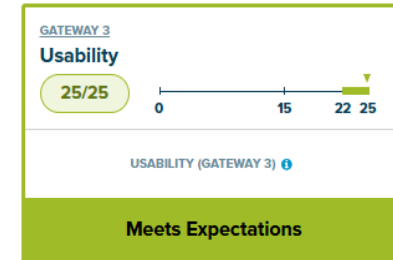 GATEWAY 3
Usability
25/25
0 15 22 25
USABILITY (GATEWAY 3)
Meets Expectations